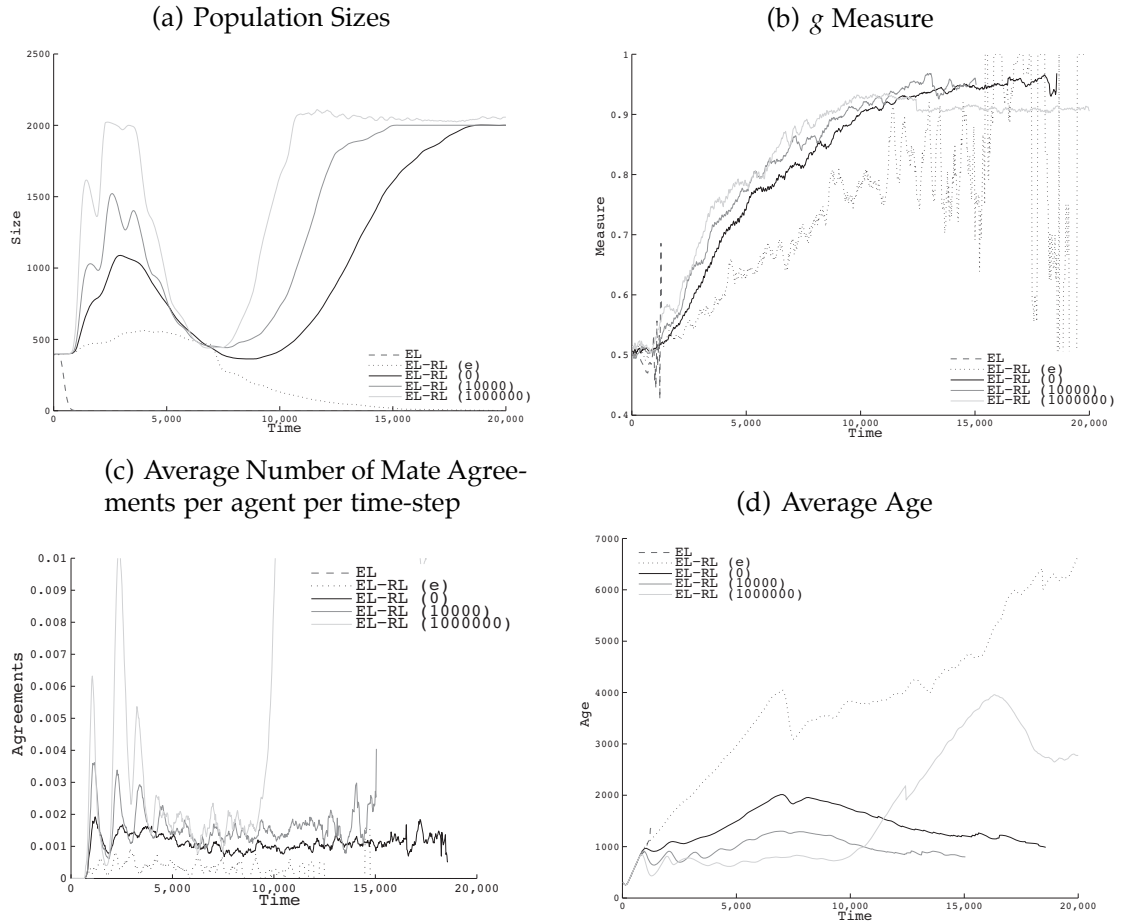 (a) Population Sizes
2500
2000
1500
1000
500
0
Size
0
5,000
10,000
15,000
20,000
Time
EL
EL-RL (e)
EL-RL (0)
EL-RL (10000)
EL-RL (1000000)
(b) g Measure
1
0.9
0.8
0.7
0.6
0.5
0.4
Measure
0
5,000
10,000
15,000
20,000
Time
EL
EL-RL (e)
EL-RL (0)
EL-RL (10000)
EL-RL (1000000)
(c) Average Number of Mate Agree-
ments per agent per time-step
0.01
0.009
0.008
0.007
0.006
0.005
0.004
0.003
0.002
0.001
0
Agreements
0
5,000
10,000
15,000
20,000
Time
EL
EL-RL (e)
EL-RL (0)
EL-RL (10000)
EL-RL (1000000)
(d) Average Age
7000
6000
5000
4000
3000
2000
1000
0
Age
0
5,000
10,000
15,000
20,000
Time
EL
EL-RL (e)
EL-RL (0)
EL-RL (10000)
EL-RL (1000000)